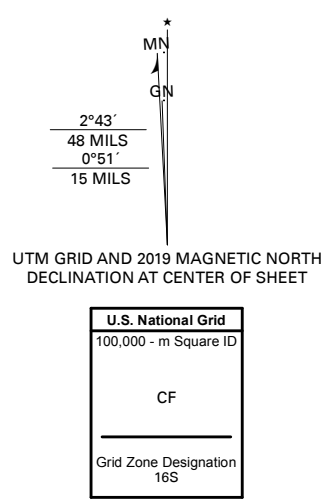 ★
MN
GN
2°43´
48 MILS
0°51´
15 MILS
UTM GRID AND 2019 MAGNETIC NORTH
DECLINATION AT CENTER OF SHEET
U.S. National Grid
100,000 - m Square ID
CF
Grid Zone Designation
16S